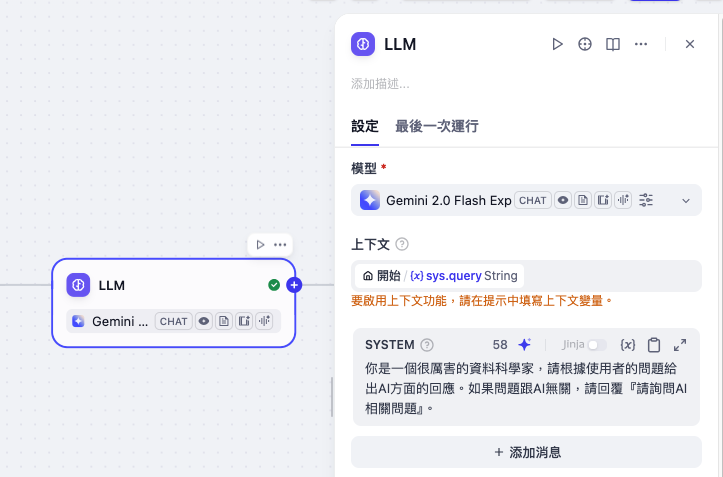 LLM
添加描述...
設定 最後一次運行
模型 *
Gemini 2.0 Flash Exp CHAT
上下文
開始 / {x} sys.query String
要啟用上下文功能，請在提示中填寫上下文變量。
LLM
Gemini ... CHAT
SYSTEM 58 Jinja {x}
你是一個很厲害的資料科學家，請根據使用者的問題給
出AI方面的回應。如果問題跟AI無關，請回覆『請詢問AI
相關問題』。
+ 添加消息